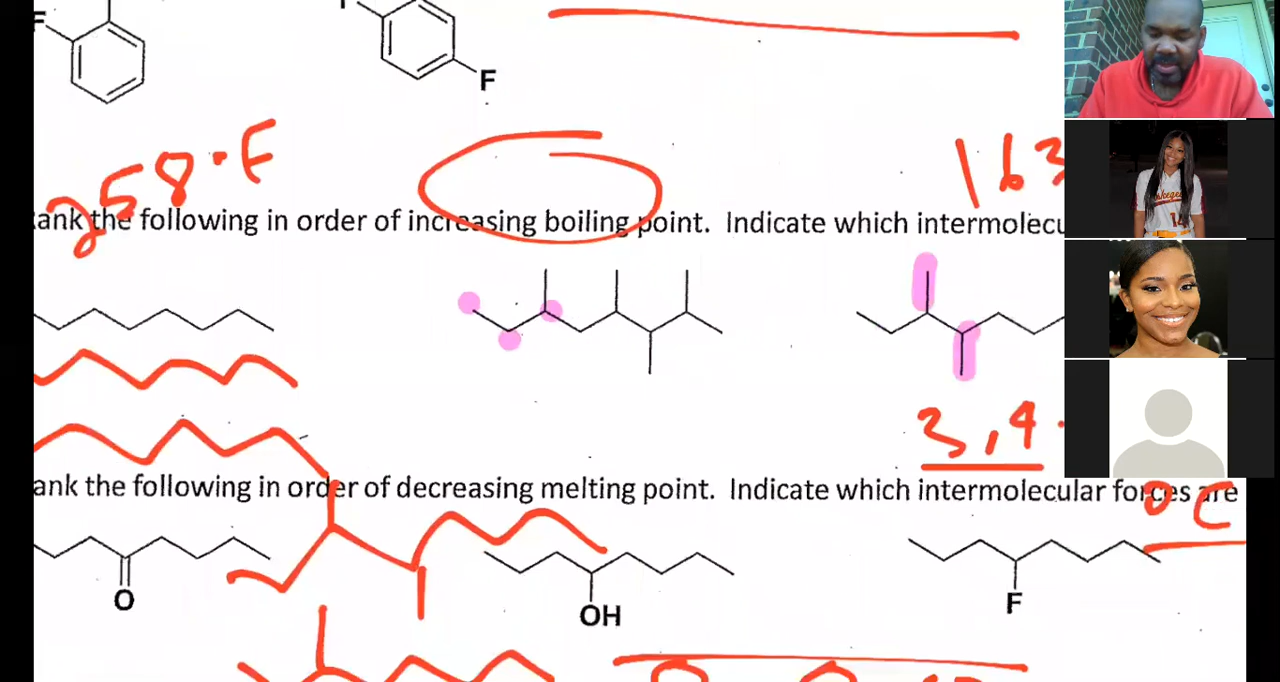 F
F
258°F
163
ank the following in order of increasing boiling point. Indicate which intermolecu
3,4
ank the following in order of decreasing melting point. Indicate which intermolecular forces are
°C
O
OH
F
14